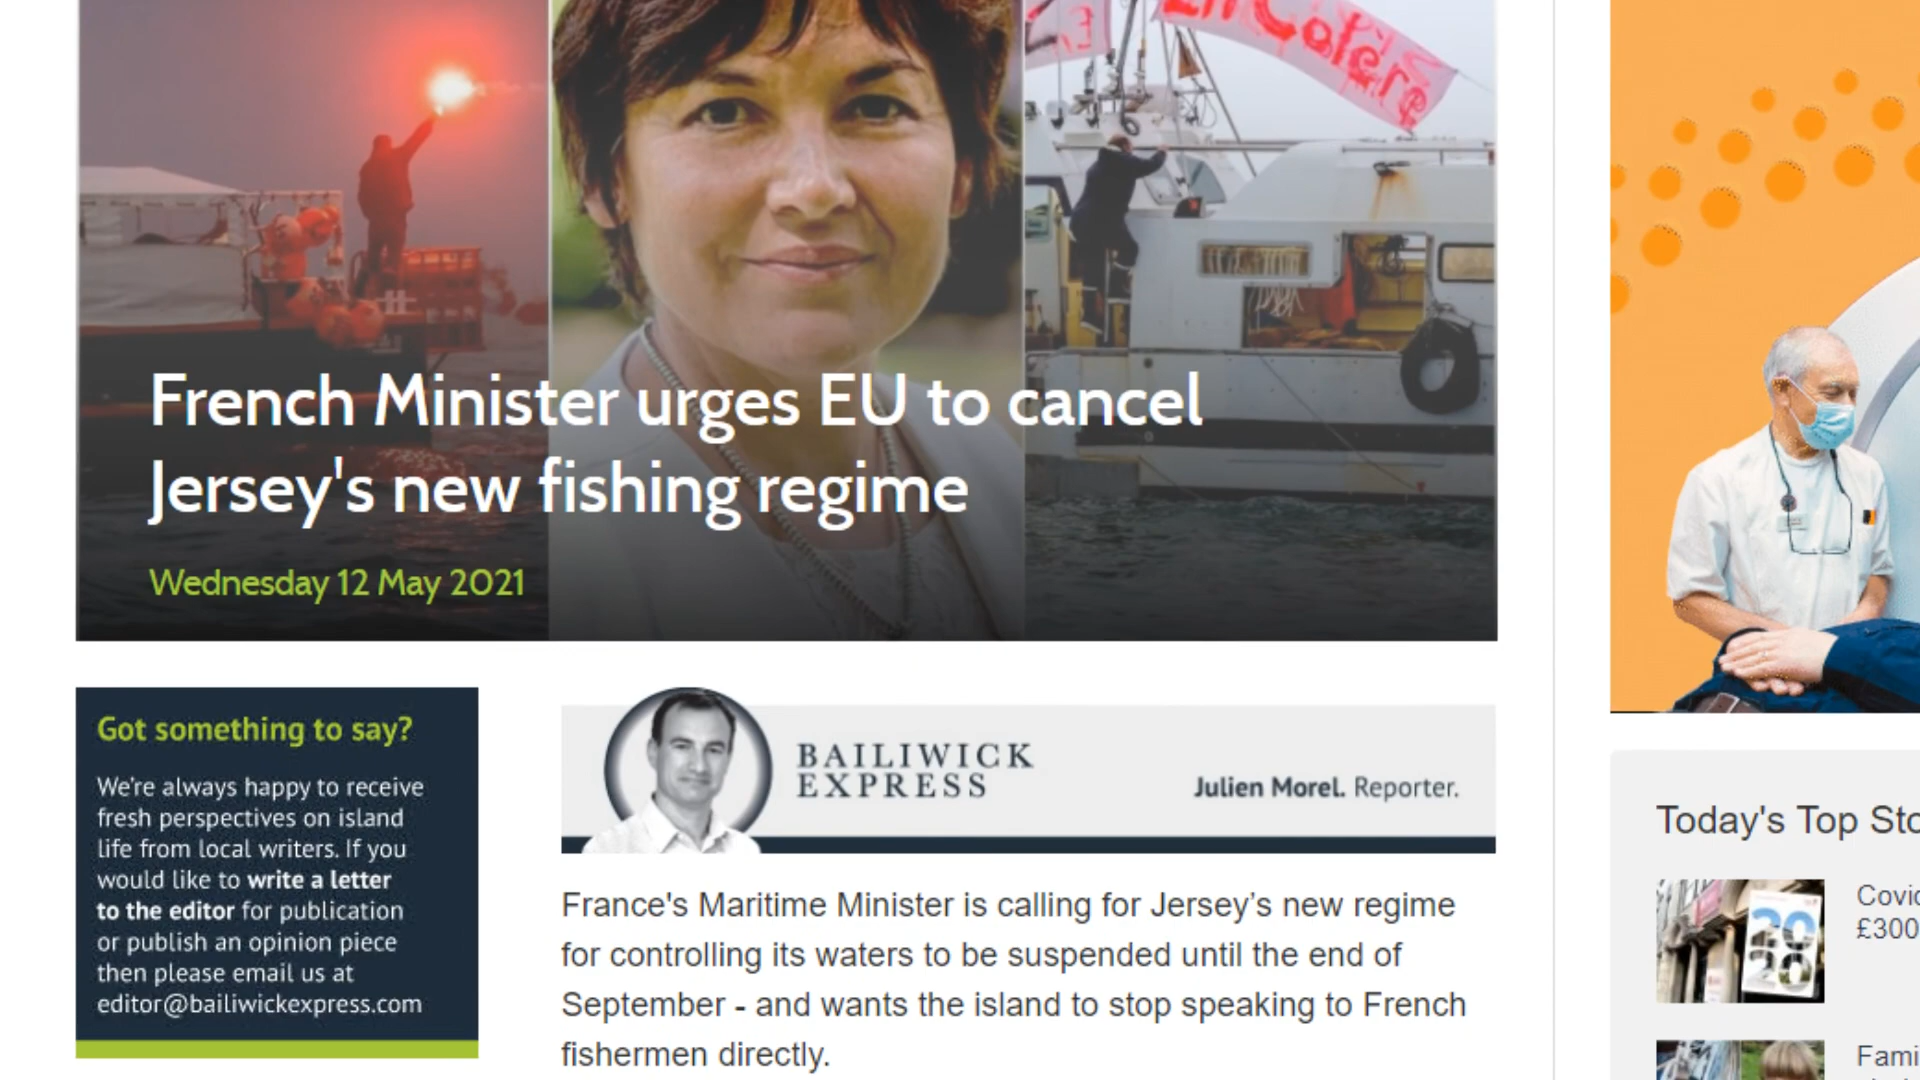 En Colère
French Minister urges EU to cancel
Jersey's new fishing regime
Wednesday 12 May 2021
Got something to say?
We're always happy to receive
fresh perspectives on island
life from local writers. If you
would like to write a letter
to the editor for publication
or publish an opinion piece
then please email us at
editor@bailiwickexpress.com
BAILIWICK
EXPRESS
Julien Morel. Reporter.
France's Maritime Minister is calling for Jersey’s new regime
for controlling its waters to be suspended until the end of
September - and wants the island to stop speaking to French
fishermen directly.
Today's Top Sto
20
20
Covid
£300
Fami